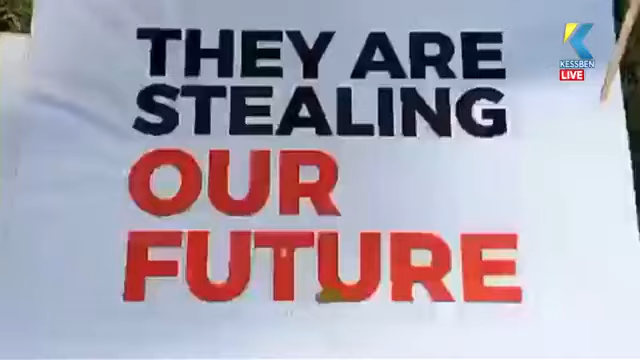 KESSBEN
LIVE
THEY ARE
STEALING
OUR
FUTURE